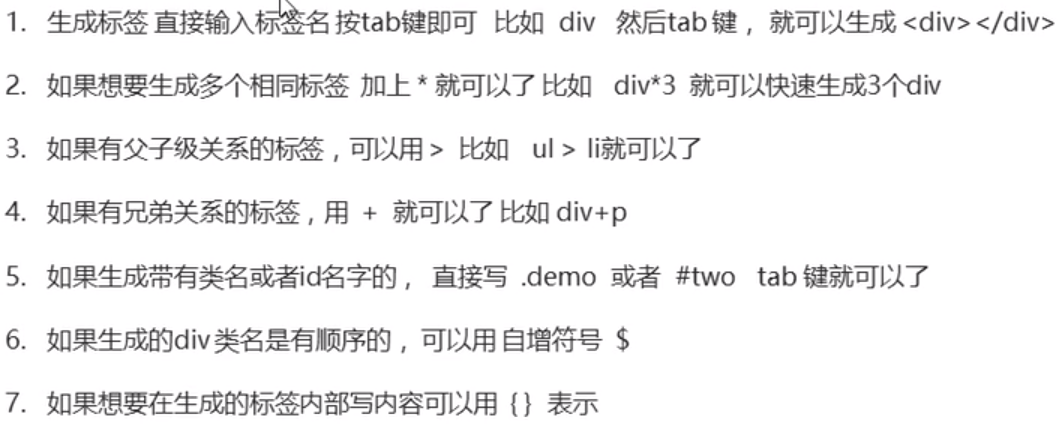 1. 生成标签 直接输入标签名 按tab键即可 比如 div 然后tab 键， 就可以生成 <div></div>
2. 如果想要生成多个相同标签 加上 * 就可以了 比如 div*3 就可以快速生成3个div
3. 如果有父子级关系的标签，可以用 > 比如 ul > li就可以了
4. 如果有兄弟关系的标签，用 + 就可以了 比如 div+p
5. 如果生成带有类名或者id名字的， 直接写 .demo 或者 #two tab 键就可以了
6. 如果生成的div 类名是有顺序的， 可以用 自增符号 $
7. 如果想要在生成的标签内部写内容可以用 { } 表示